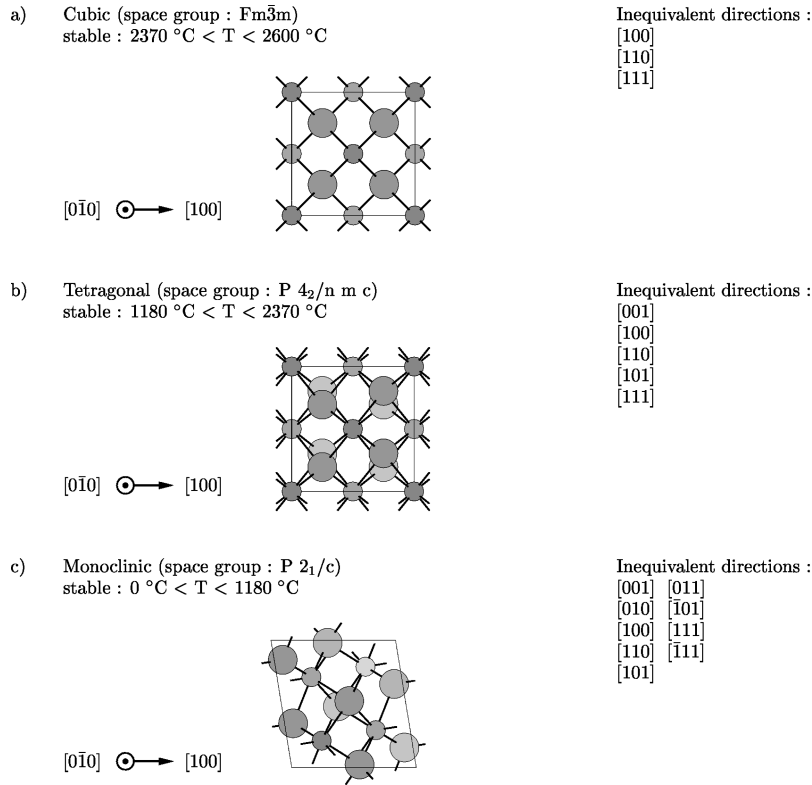 a) Cubic (space group : Fm3̅m)
stable : 2370 °C < T < 2600 °C
Inequivalent directions :
[100]
[110]
[111]
[01̅0] [100]
b) Tetragonal (space group : P 4₂/n m c)
stable : 1180 °C < T < 2370 °C
Inequivalent directions :
[001]
[100]
[110]
[101]
[111]
[01̅0] [100]
c) Monoclinic (space group : P 2₁/c)
stable : 0 °C < T < 1180 °C
Inequivalent directions :
[001] [011]
[010] [1̅01]
[100] [111]
[110] [1̅11]
[101]
[01̅0] [100]